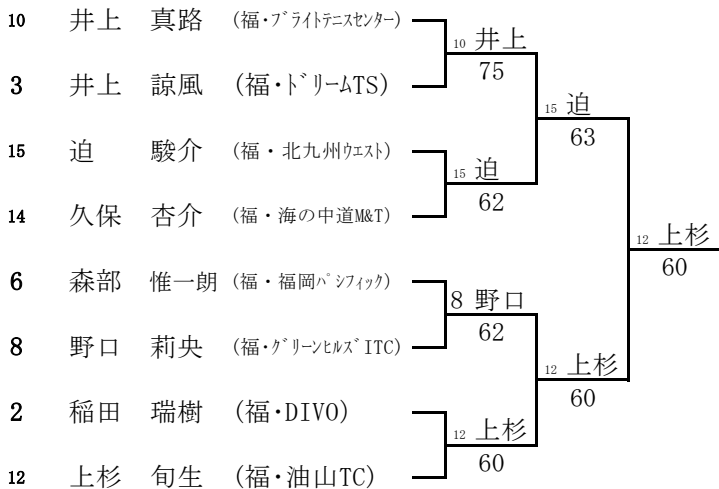 10 井上 真路 (福・ブライトテニスセンター)
10 井上
3 井上 諒風 (福・ドリームTS)
75
15 迫
15 迫 駿介 (福・北九州ウエスト)
63
15 迫
14 久保 杏介 (福・海の中道M&T)
62
12 上杉
6 森部 惟一朗 (福・福岡パシフィック)
60
8 野口
8 野口 莉央 (福・グリーンヒルズITC)
62
12 上杉
2 稲田 瑞樹 (福・DIVO)
60
12 上杉
12 上杉 旬生 (福・油山TC)
60